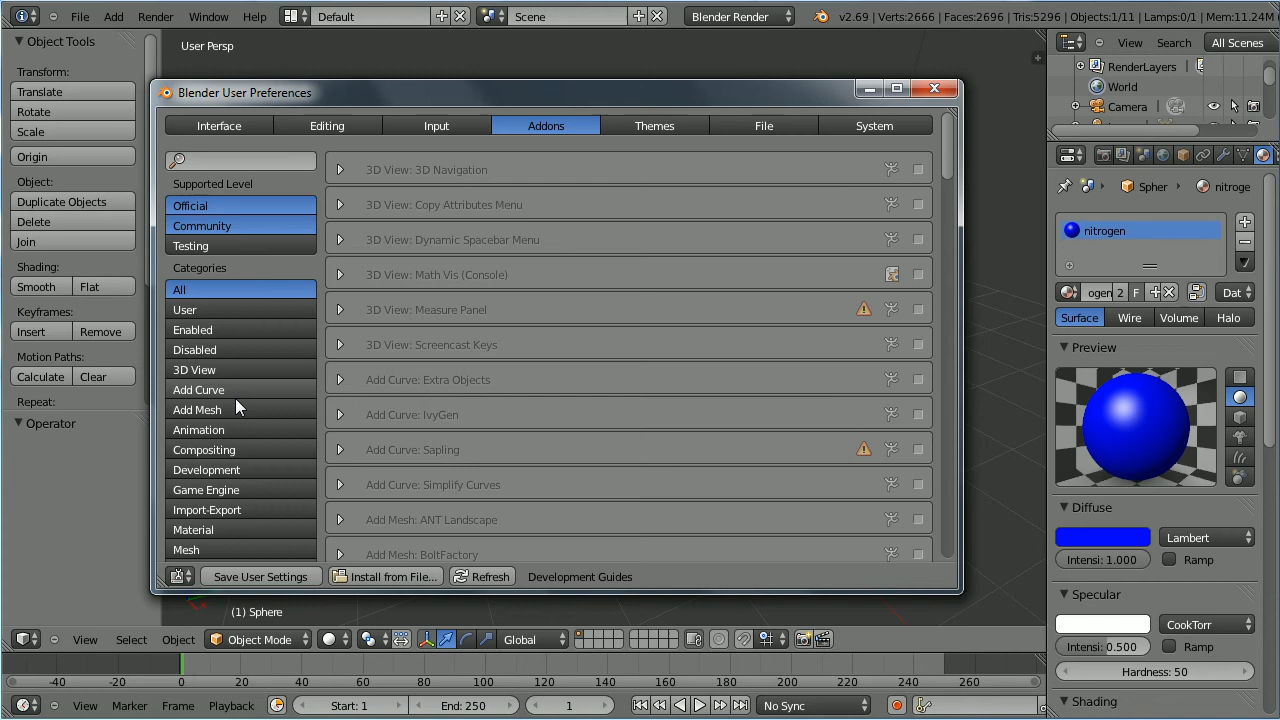 File Add Render Window Help Default Scene Blender Render v2.69 | Verts:2666 | Faces:2696 | Tris:5296 | Objects:1/11 | Lamps:0/1 | Mem:11.24M
Object Tools
Transform:
Translate
Rotate
Scale
Origin
Object:
Duplicate Objects
Delete
Join
Shading:
Smooth Flat
Keyframes:
Insert Remove
Motion Paths:
Calculate Clear
Repeat:
Operator
User Persp
Blender User Preferences
Interface Editing Input Addons Themes File System
Supported Level
Official
Community
Testing
Categories
All
User
Enabled
Disabled
3D View
Add Curve
Add Mesh
Animation
Compositing
Development
Game Engine
Import-Export
Material
Mesh
3D View: 3D Navigation
3D View: Copy Attributes Menu
3D View: Dynamic Spacebar Menu
3D View: Math Vis (Console)
3D View: Measure Panel
3D View: Screencast Keys
Add Curve: Extra Objects
Add Curve: IvyGen
Add Curve: Sapling
Add Curve: Simplify Curves
Add Mesh: ANT Landscape
Add Mesh: BoltFactory
Save User Settings Install from File... Refresh Development Guides
(1) Sphere
View Select Object Object Mode Global
-40 -20 0 20 40 60 80 100 120 140 160 180 200 220 240 260
View Marker Frame Playback Start: 1 End: 250 1 No Sync
View Search All Scenes
RenderLayers
World
Camera
Spher nitroge
nitrogen
ogen 2 F Dat
Surface Wire Volume Halo
Preview
Diffuse
Lambert
Intensi: 1.000 Ramp
Specular
CookTorr
Intensi: 0.500 Ramp
Hardness: 50
Shading